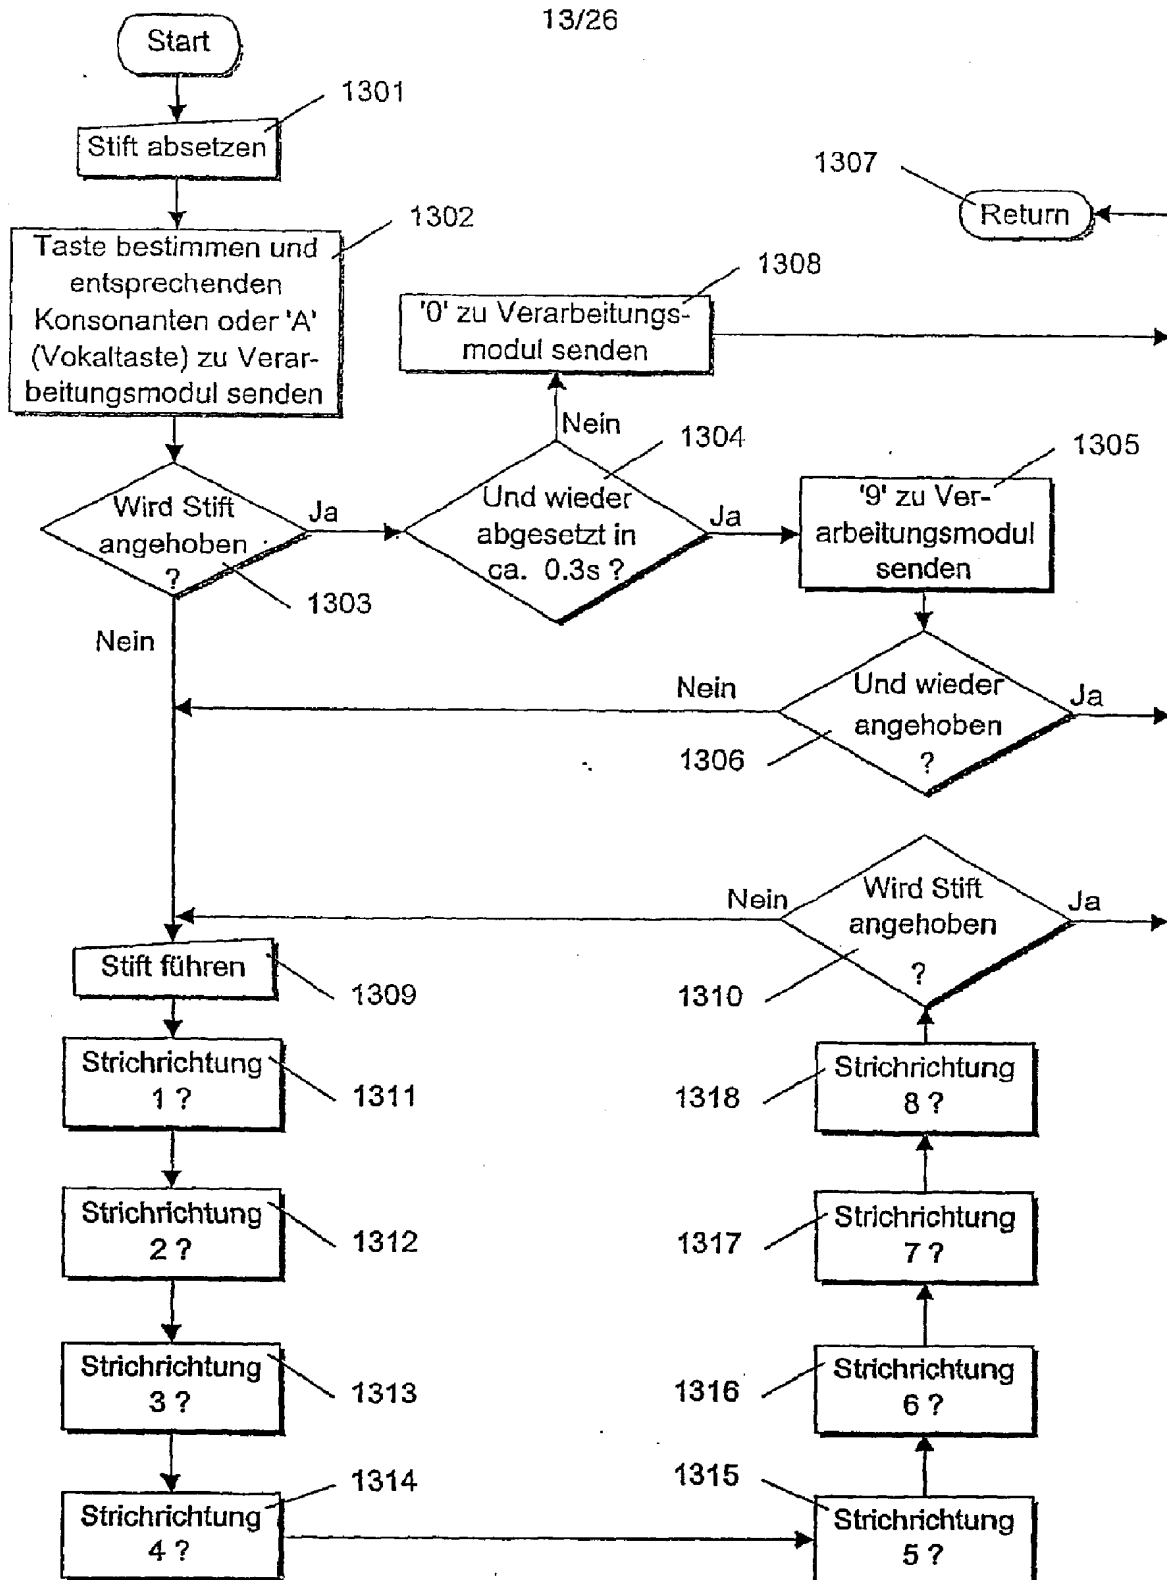 13/26
Start
1301
Stift absetzen
1302
Taste bestimmen und
entsprechenden
Konsonanten oder 'A'
(Vokaltaste) zu Verar-
beitungsmodul senden
1307
Return
1308
'0' zu Verarbeitungs-
modul senden
Nein
1304
Und wieder
abgesetzt in
ca. 0.3s ?
Ja
1305
'9' zu Ver-
arbeitungsmodul
senden
Wird Stift
angehoben
?
Ja
1303
Nein
Nein
Und wieder
angehoben
?
Ja
1306
Nein
Wird Stift
angehoben
?
Ja
1310
Stift führen
1309
Strichrichtung
1 ?
1311
1318
Strichrichtung
8 ?
Strichrichtung
2 ?
1312
1317
Strichrichtung
7 ?
Strichrichtung
3 ?
1313
1316
Strichrichtung
6 ?
Strichrichtung
4 ?
1314
1315
Strichrichtung
5 ?